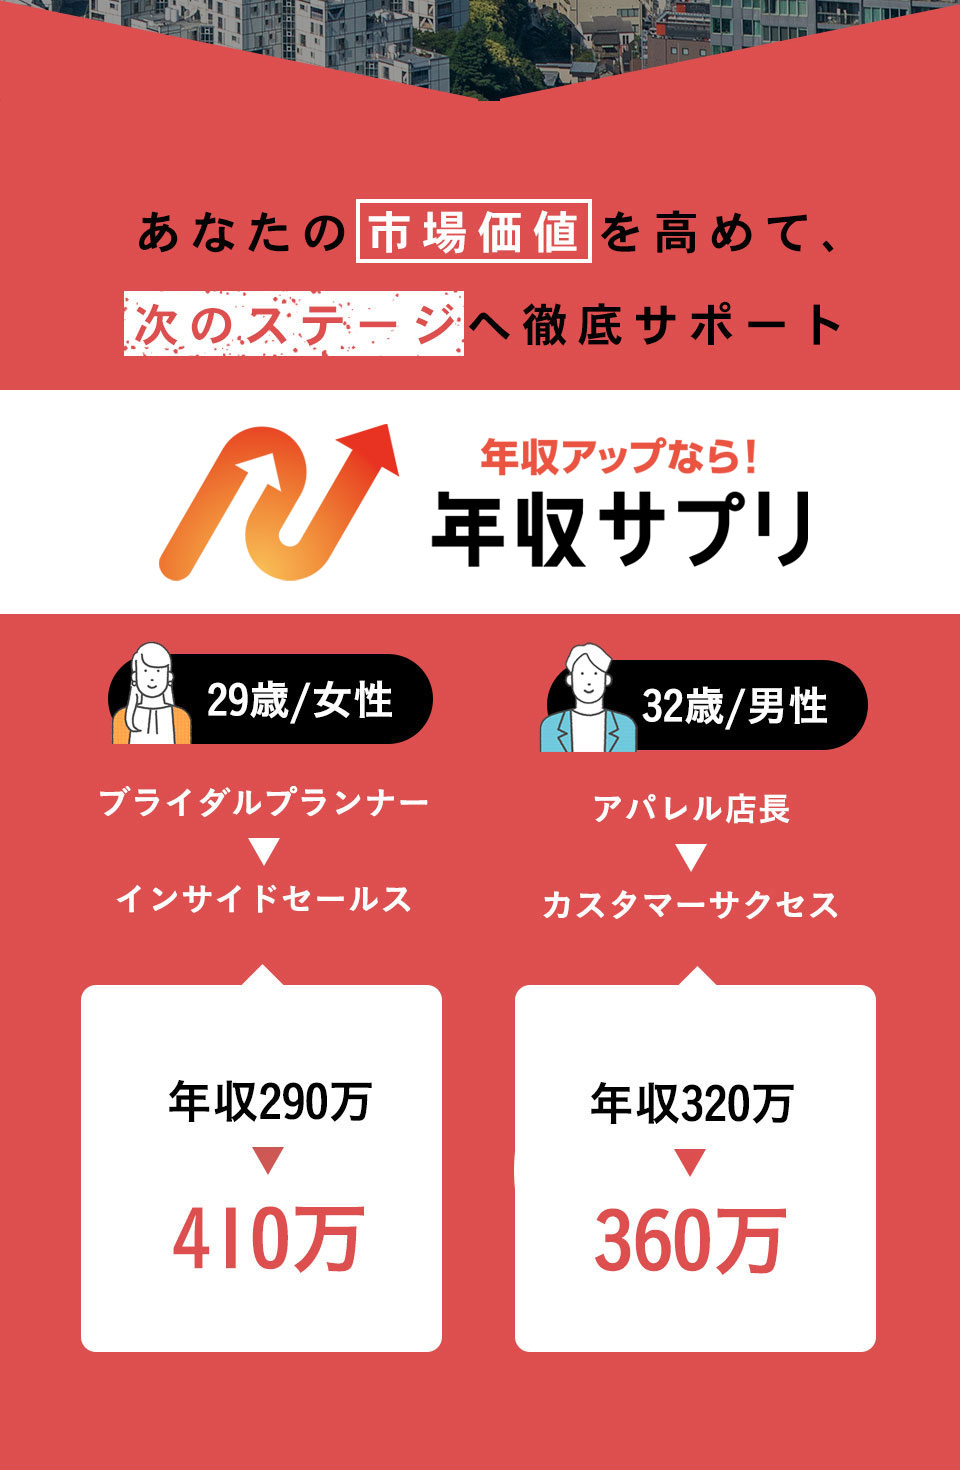 あなたの市場価値を高めて、
次のステージへ徹底サポート
年収アップなら!
年収サプリ
29歳/女性
ブライダルプランナー
インサイドセールス
年収290万
410万
32歳/男性
アパレル店長
カスタマーサクセス
年収320万
360万